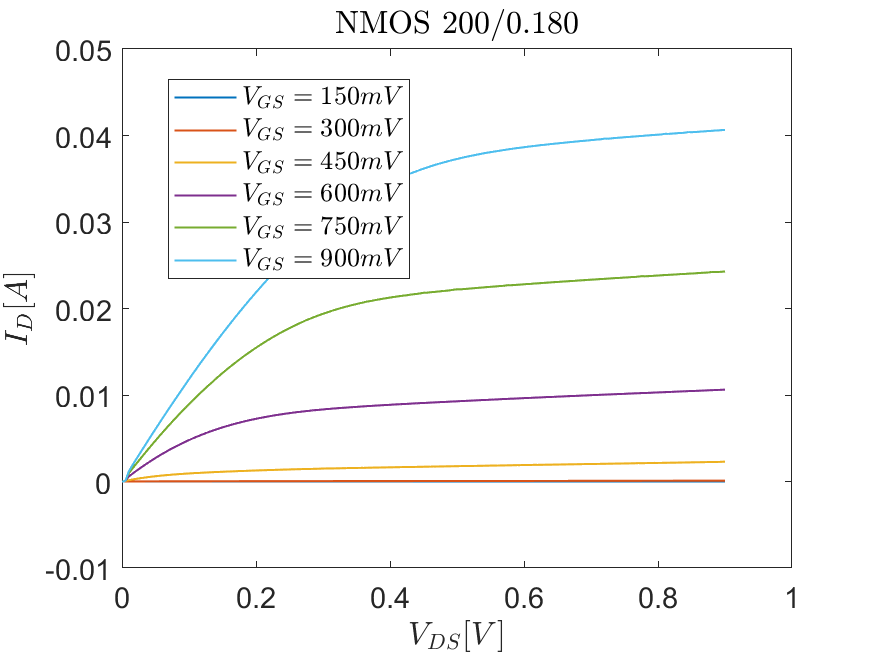 NMOS 200/0.180
0.05
0.04
0.03
0.02
0.01
0
-0.01
I_D[A]
V_GS = 150mV
V_GS = 300mV
V_GS = 450mV
V_GS = 600mV
V_GS = 750mV
V_GS = 900mV
0 0.2 0.4 0.6 0.8 1
V_DS[V]